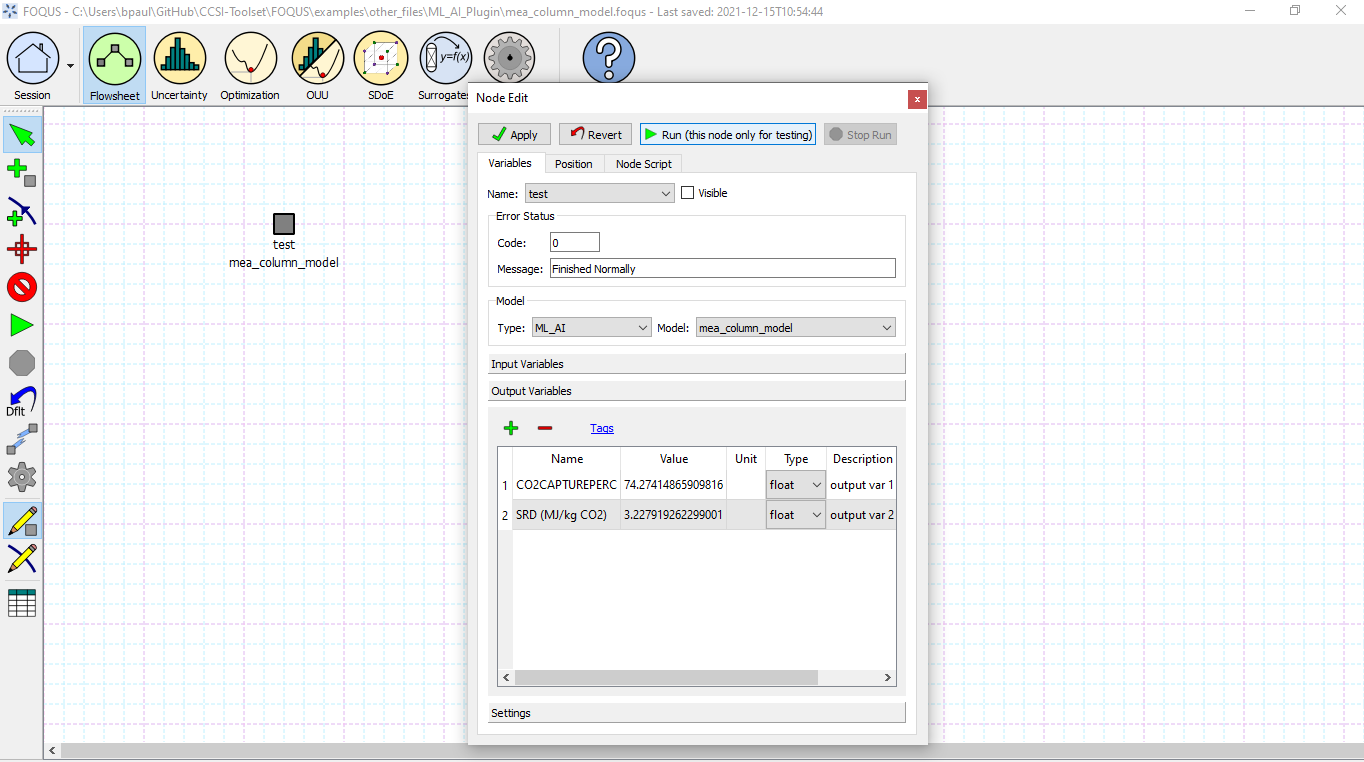 FOQUS - C:\Users\bpaul\GitHub\CCSI-Toolset\FOQUS\examples\other_files\ML_AI_Plugin\mea_column_model.foqus - Last saved: 2021-12-15T10:54:44
y=f(x)
?
Session
Flowsheet
Uncertainty
Optimization
OUU
SDoE
Surrogates
Node Edit
x
Apply
Revert
Run (this node only for testing)
Stop Run
Variables
Position
Node Script
Name:
test
Visible
Error Status
Code:
0
Message:
Finished Normally
Model
Type:
ML_AI
Model:
mea_column_model
Input Variables
Output Variables
Tags
Name Value Unit Type Description
1 CO2CAPTUREPERC 74.27414865909816 float output var 1
2 SRD (MJ/kg CO2) 3.227919262299001 float output var 2
Settings
test
mea_column_model
Dflt